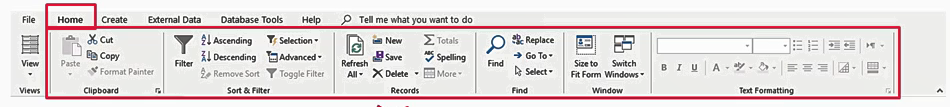 File Home Create External Data Database Tools Help Tell me what you want to do
View
Views
Paste
Cut
Copy
Format Painter
Clipboard
Filter
Ascending
Descending
Remove Sort
Selection
Advanced
Toggle Filter
Sort & Filter
Refresh
All
New
Save
Delete
Totals
Spelling
More
Records
Find
Replace
Go To
Select
Find
Size to
Fit Form
Switch
Windows
Window
B I U A ab
Text Formatting